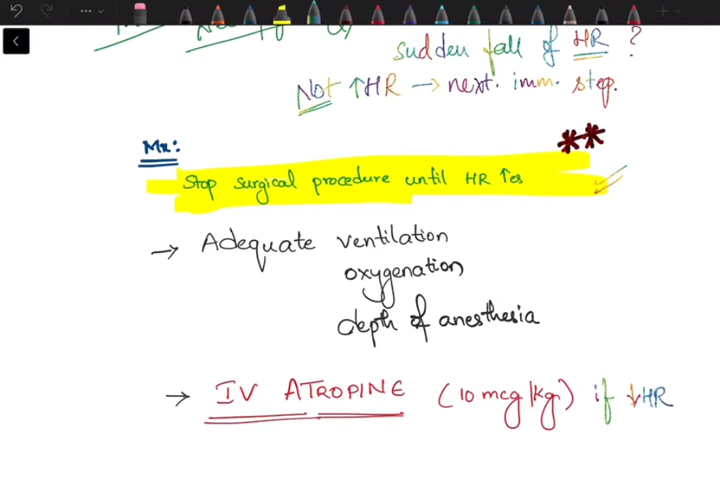 sudden fall of HR ?
Not ↑HR → next. imm. step.
Mx:
**
Stop surgical procedure until HR ↑es
→ Adequate ventilation
oxygenation
depth of anesthesia
→ IV ATROPINE (10 mcg/kg) if ↓HR